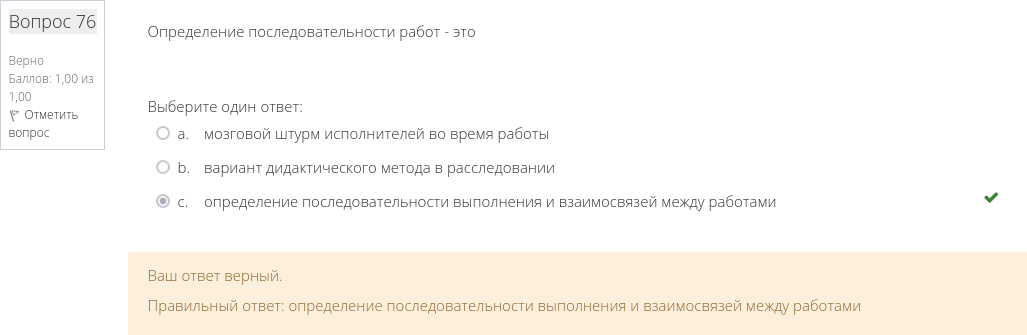 Вопрос 76
Верно
Баллов: 1,00 из
1,00
Отметить
вопрос
Определение последовательности работ - это
Выберите один ответ:
a. мозговой штурм исполнителей во время работы
b. вариант дидактического метода в расследовании
c. определение последовательности выполнения и взаимосвязей между работами
Ваш ответ верный.
Правильный ответ: определение последовательности выполнения и взаимосвязей между работами